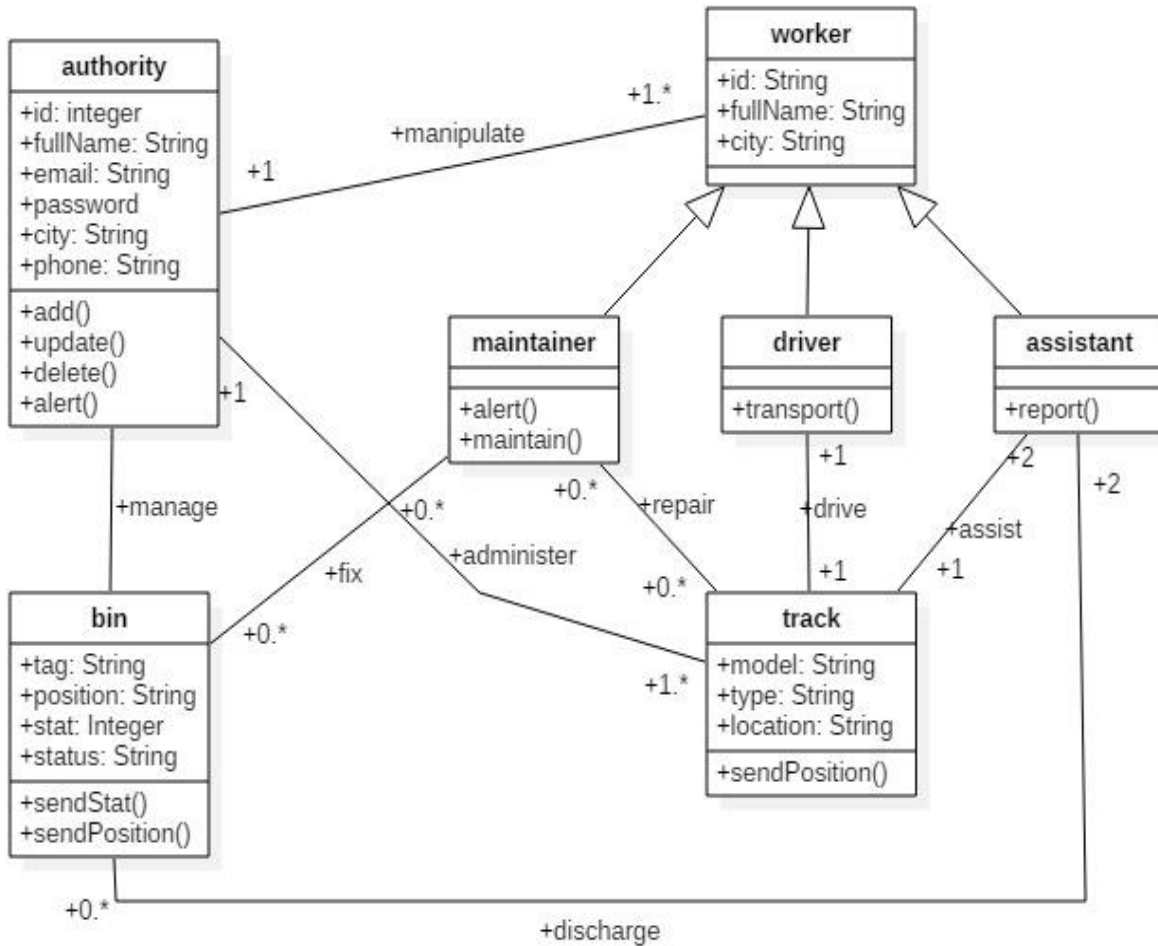 authority
+id: integer
+fullName: String
+email: String
+password
+city: String
+phone: String
+add()
+update()
+delete()
+alert()
worker
+id: String
+fullName: String
+city: String
+1.*
+manipulate
+1
maintainer
+alert()
+maintain()
driver
+transport()
assistant
+report()
+1
+manage
+0.*
+0.*
+repair
+1
+drive
+2
+2
+assist
+administer
+fix
+0.*
+0.*
+1
+1
+1.*
bin
+tag: String
+position: String
+stat: Integer
+status: String
+sendStat()
+sendPosition()
track
+model: String
+type: String
+location: String
+sendPosition()
+0.*
+discharge